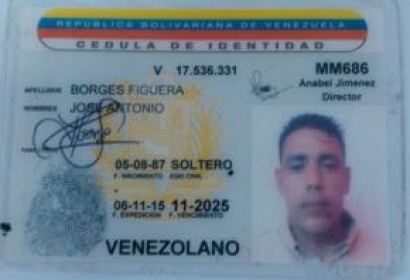 REPUBLICA BOLIVARIANA DE VENEZUELA
CEDULA DE IDENTIDAD
V 17.536.331 MM686
Anabel Jimenez
Director
APELLIDOS BORGES FIGUERA
NOMBRES JOSE ANTONIO
05-08-87 SOLTERO
F. NACIMIENTO EDO CIVIL
06-11-15 11-2025
F. EXPEDICION F. VENCIMIENTO
VENEZOLANO